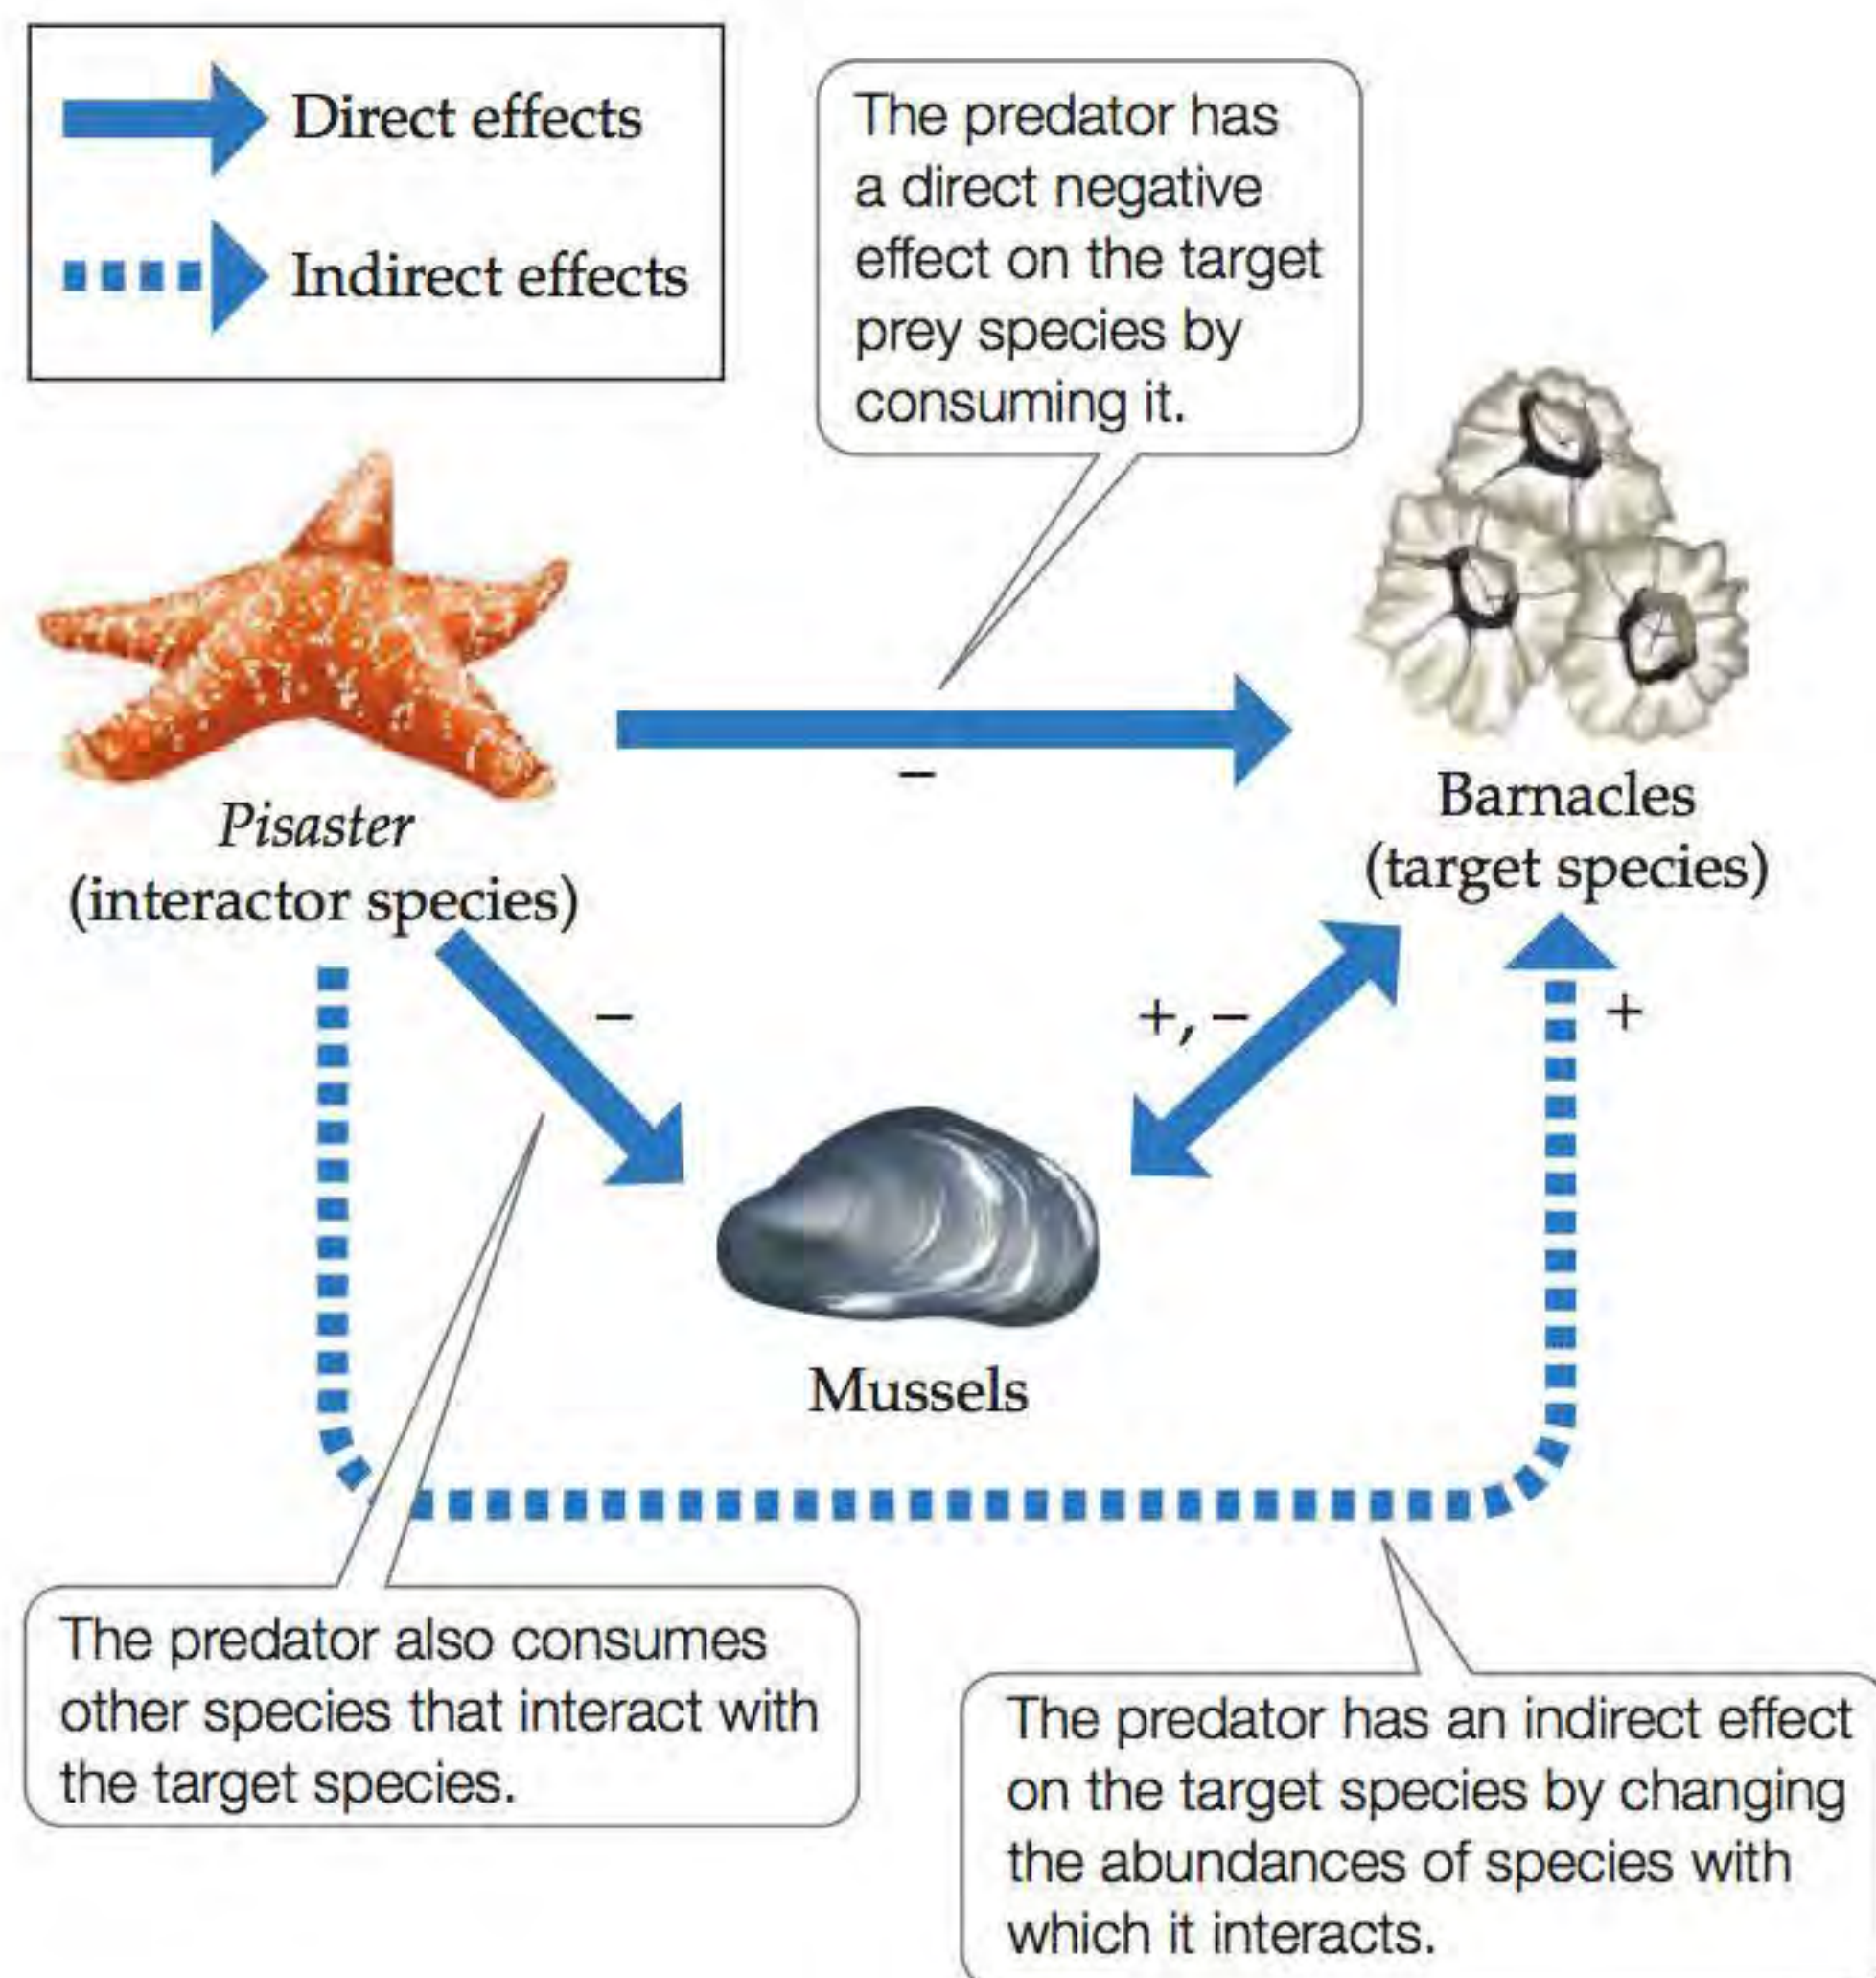 Direct effects
Indirect effects
The predator has
a direct negative
effect on the target
prey species by
consuming it.
–
Pisaster
(interactor species)
Barnacles
(target species)
–
+, –
+
Mussels
The predator also consumes
other species that interact with
the target species.
The predator has an indirect effect
on the target species by changing
the abundances of species with
which it interacts.